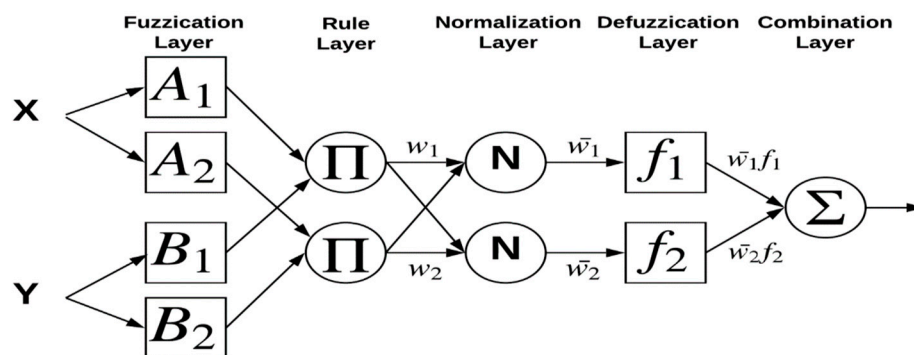 Fuzzication Layer
Rule Layer
Normalization Layer
Defuzzication Layer
Combination Layer
X
Y
A₁
A₂
B₁
B₂
Π
Π
w₁
w₂
N
N
w̄₁
w̄₂
f₁
f₂
w̄₁f₁
w̄₂f₂
Σ